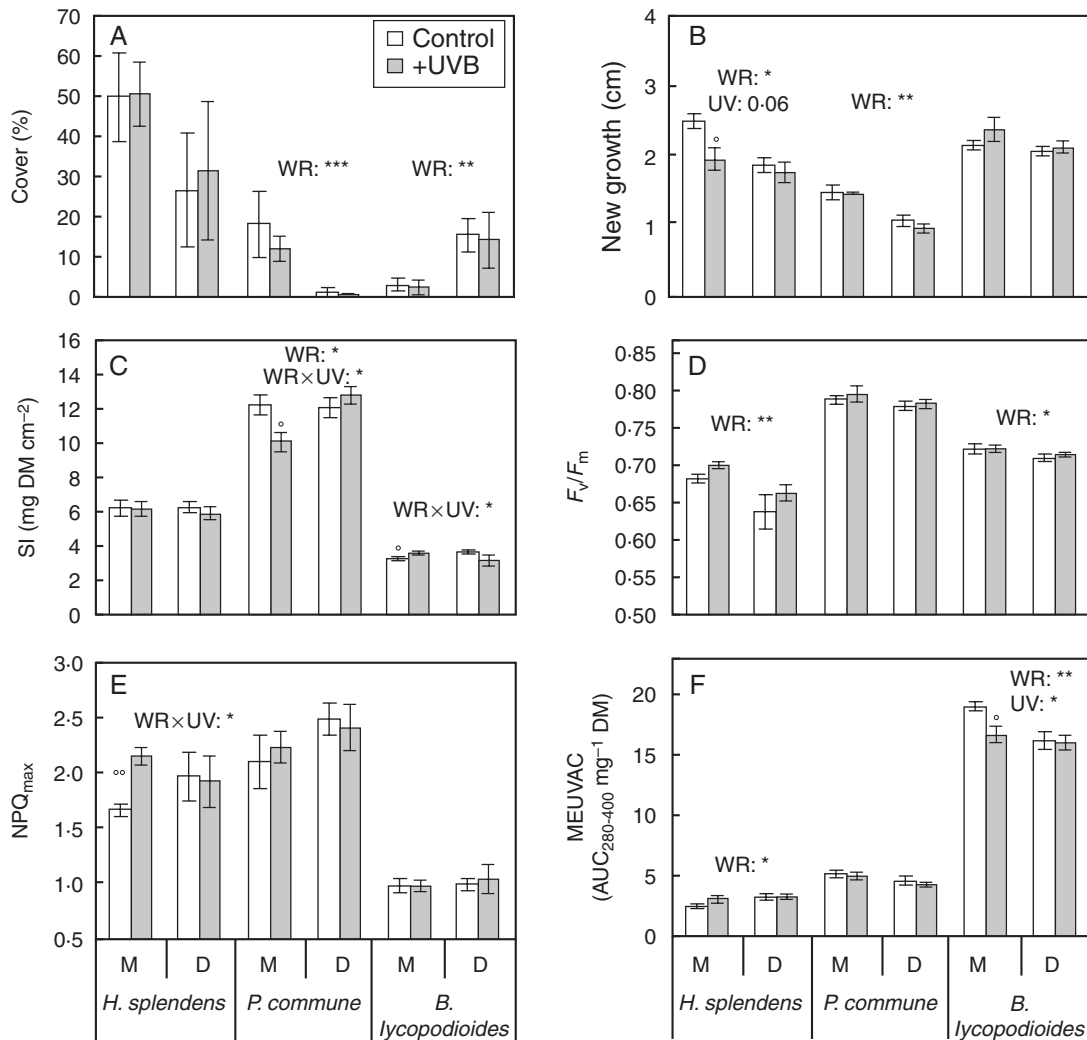 A
Control
+UVB
WR: ***
WR: **
Cover (%)
70
60
50
40
30
20
10
0
B
WR: *
UV: 0·06
WR: **
New growth (cm)
4
3
2
1
0
C
WR: *
WR×UV: *
WR×UV: *
SI (mg DM cm−2)
16
14
12
10
8
6
4
2
0
D
WR: **
WR: *
Fv/Fm
0·85
0·80
0·75
0·70
0·65
0·60
0·55
0·50
E
WR×UV: *
NPQmax
3·0
2·5
2·0
1·5
1·0
0·5
F
WR: *
WR: **
UV: *
MEUVAC
(AUC280-400 mg−1 DM)
20
15
10
5
0
M D M D M D
H. splendens P. commune B. lycopodioides
M D M D M D
H. splendens P. commune B. lycopodioides